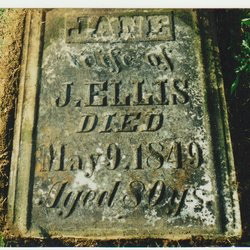 JANE
wife of
J. ELLIS
DIED
May 9. 1849
Aged 80 ys.